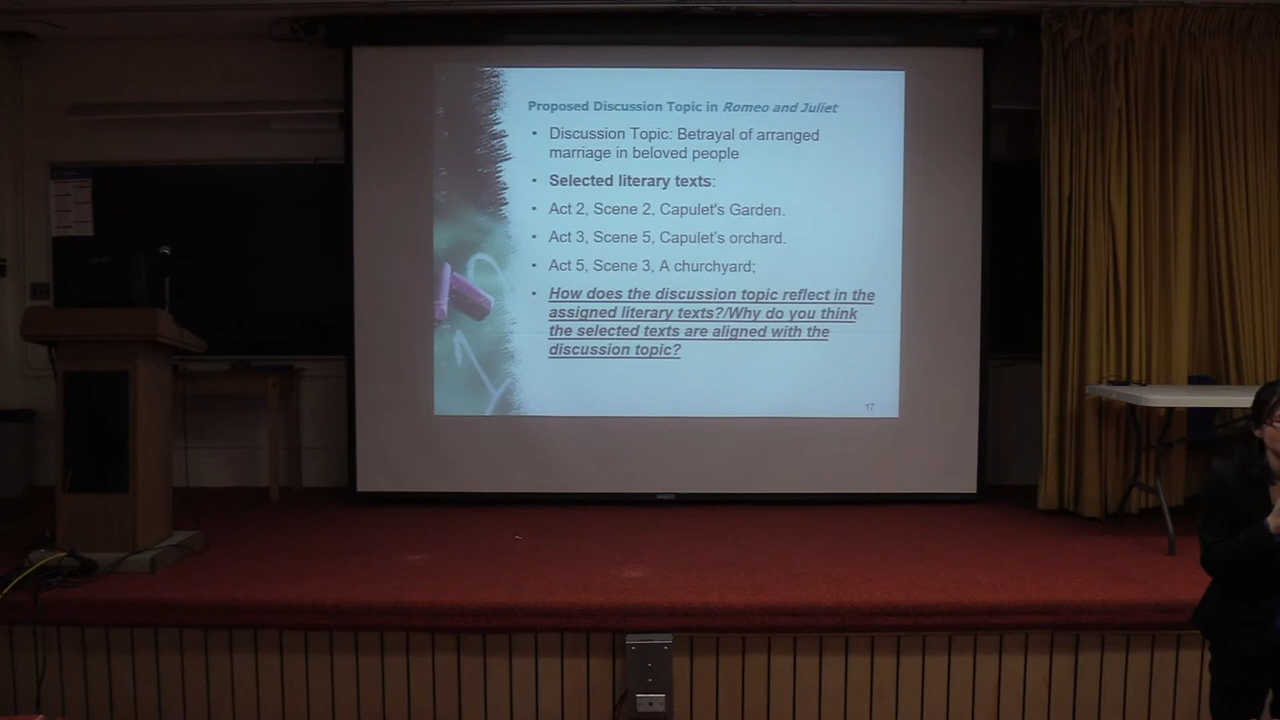 Proposed Discussion Topic in Romeo and Juliet
• Discussion Topic: Betrayal of arranged
marriage in beloved people
• Selected literary texts:
• Act 2, Scene 2, Capulet's Garden.
• Act 3, Scene 5, Capulet's orchard.
• Act 5, Scene 3, A churchyard;
• How does the discussion topic reflect in the
assigned literary texts?/Why do you think
the selected texts are aligned with the
discussion topic?
17